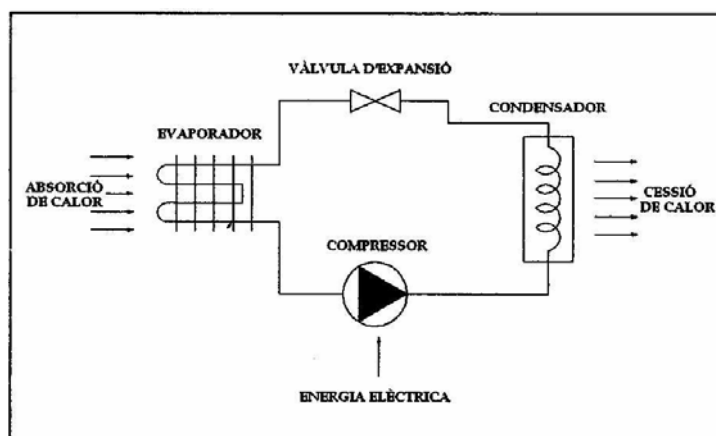 VÀLVULA D'EXPANSIÓ
CONDENSADOR
EVAPORADOR
ABSORCIÓ
DE CALOR
CESSIÓ
DE CALOR
COMPRESSOR
ENERGIA ELÈCTRICA